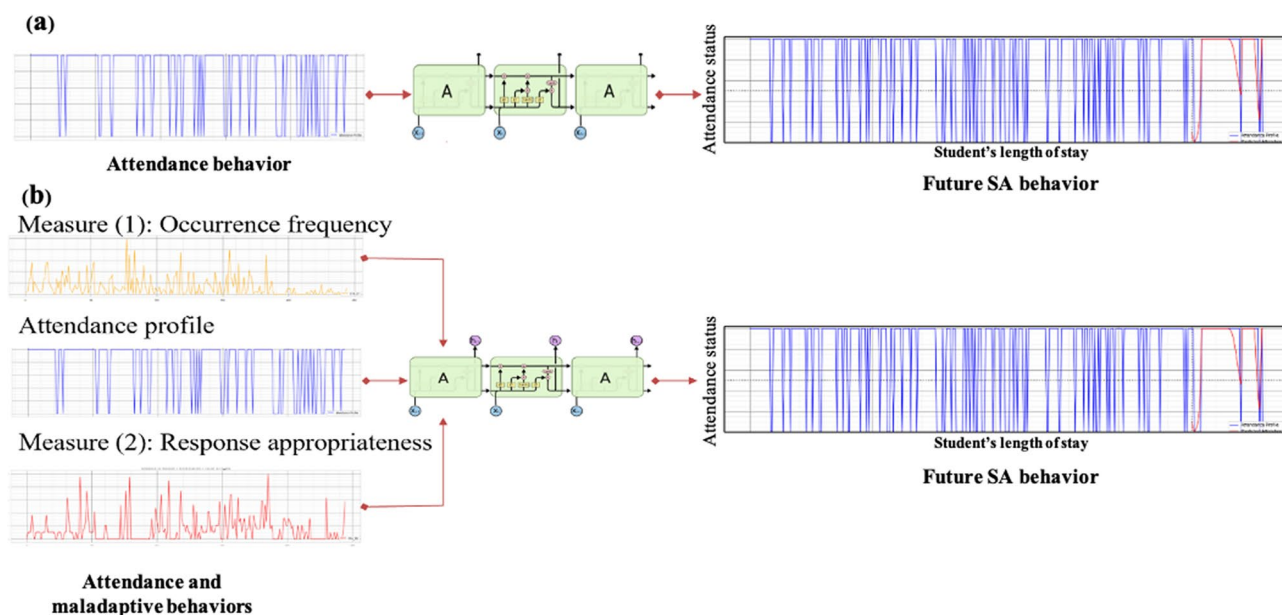 (a)
Attendance behavior
A
A
Attendance status
Student's length of stay
Future SA behavior
(b)
Measure (1): Occurrence frequency
Attendance profile
Measure (2): Response appropriateness
Attendance and
maladaptive behaviors
A
A
Attendance status
Student's length of stay
Future SA behavior